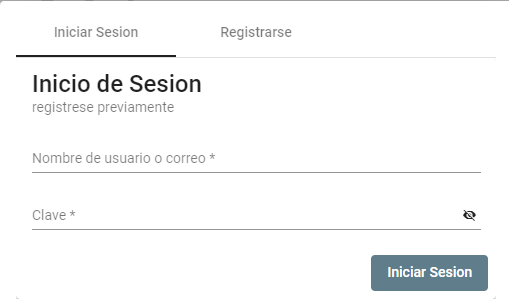 Iniciar Sesion
Registrarse
Inicio de Sesion
registrese previamente
Nombre de usuario o correo *
Clave *
Iniciar Sesion